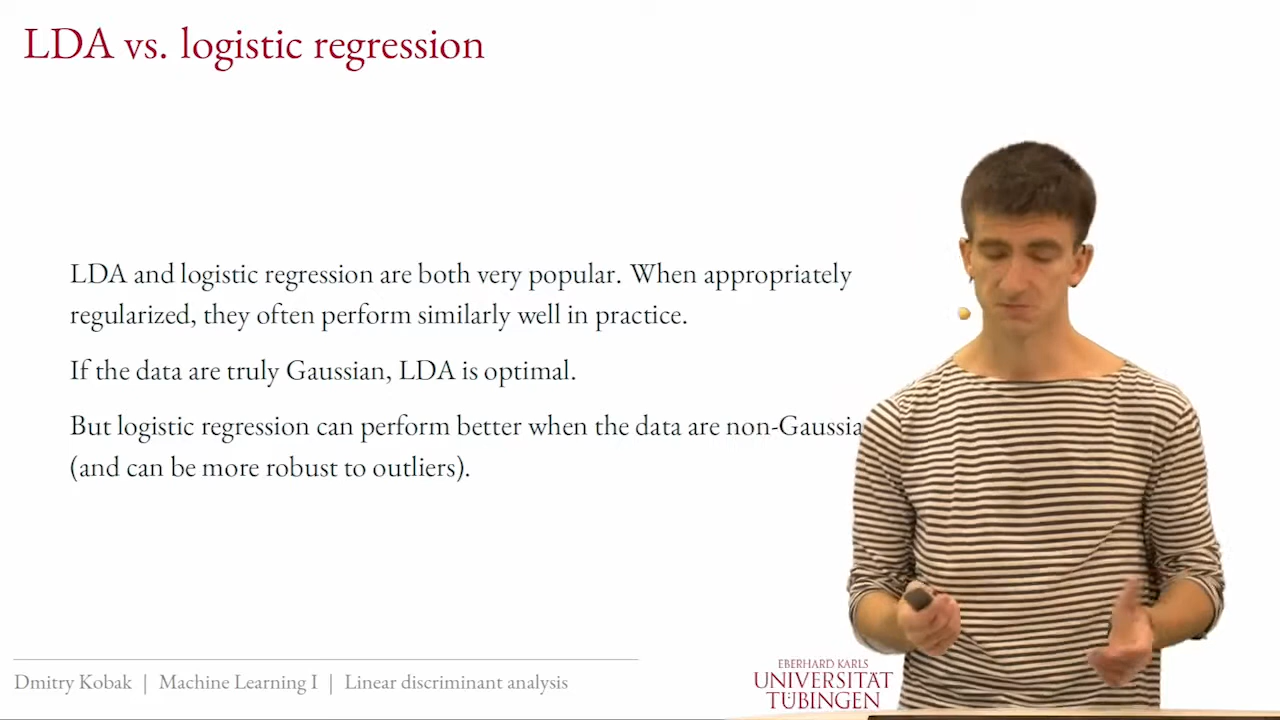 LDA vs. logistic regression
LDA and logistic regression are both very popular. When appropriately
regularized, they often perform similarly well in practice.
If the data are truly Gaussian, LDA is optimal.
But logistic regression can perform better when the data are non-Gaussia
(and can be more robust to outliers).
Dmitry Kobak | Machine Learning I | Linear discriminant analysis
EBERHARD KARLS
UNIVERSITÄT
TÜBINGEN